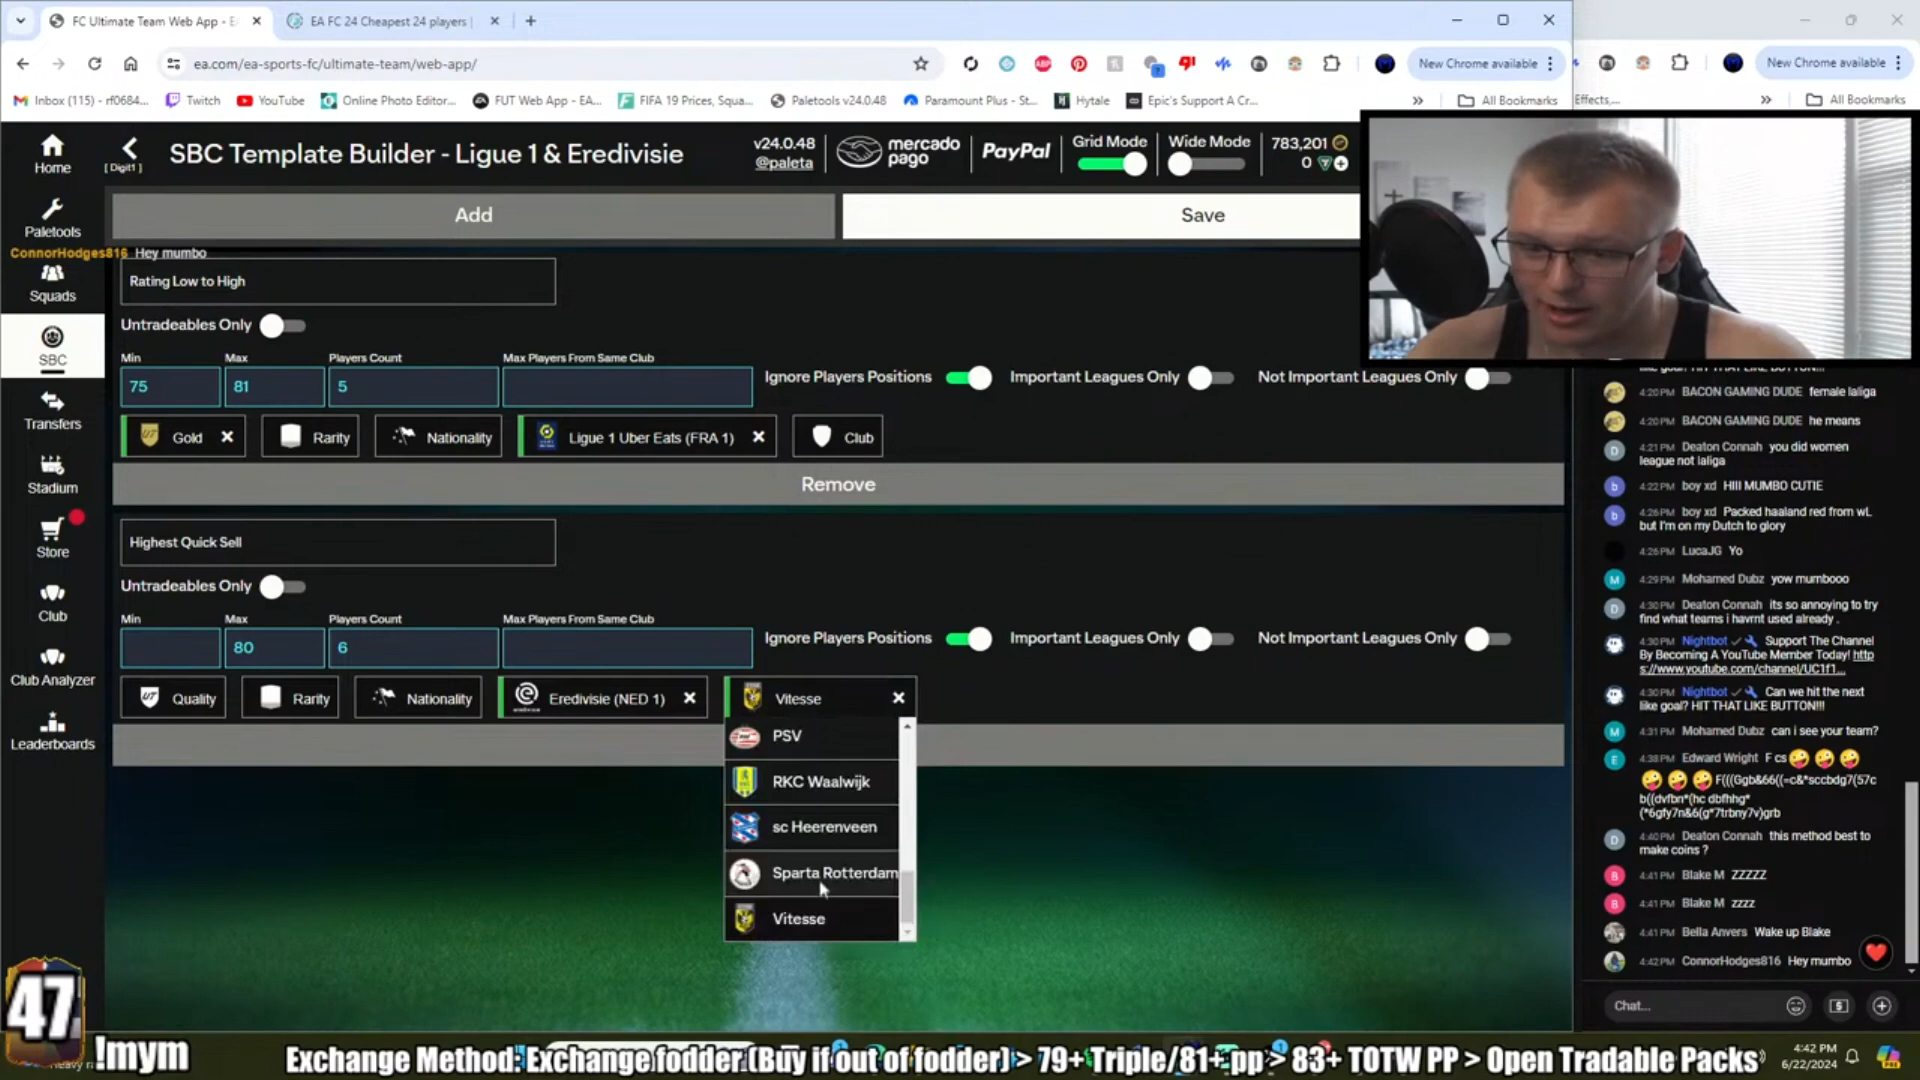 FC Ultimate Team Web App - E
EA FC 24 Cheapest 24 players |
ea.com/ea-sports-fc/ultimate-team/web-app/
New Chrome available
New Chrome available
Inbox (115) - rf0684...
Twitch
YouTube
Online Photo Editor...
FUT Web App - EA...
FIFA 19 Prices, Squa...
Paletools v24.0.48
Paramount Plus - St...
Hytale
Epic's Support A Cr...
All Bookmarks
Effects,...
All Bookmarks
Home
[ Digit1 ]
SBC Template Builder - Ligue 1 & Eredivisie
v24.0.48
@paleta
mercado
pago
PayPal
Grid Mode
Wide Mode
783,201
0
Paletools
Add
Save
ConnorHodges816 Hey mumbo
Squads
SBC
Transfers
Stadium
Store
Club
Club Analyzer
Leaderboards
Rating Low to High
Untradeables Only
Min
Max
Players Count
Max Players From Same Club
75
81
5
Ignore Players Positions
Important Leagues Only
Not Important Leagues Only
Gold
Rarity
Nationality
Ligue 1 Uber Eats (FRA 1)
Club
Remove
Highest Quick Sell
Untradeables Only
Min
Max
Players Count
Max Players From Same Club
80
6
Ignore Players Positions
Important Leagues Only
Not Important Leagues Only
Quality
Rarity
Nationality
Eredivisie (NED 1)
Vitesse
PSV
RKC Waalwijk
sc Heerenveen
Sparta Rotterdam
Vitesse
4:20 PM BACON GAMING DUDE female laliga
4:20 PM BACON GAMING DUDE he means
4:21 PM Deaton Connah you did women
league not laliga
4:22 PM boy xd HIII MUMBO CUTIE
4:26 PM boy xd Packed haaland red from wL
but I'm on my Dutch to glory
4:26 PM LucaJG Yo
4:29 PM Mohamed Dubz yow mumbooo
4:30 PM Deaton Connah its so annoying to try
find what teams i havrnt used already .
4:30 PM Nightbot Support The Channel
By Becoming A YouTube Member Today! http
s://www.youtube.com/channel/UC1f1...
4:30 PM Nightbot Can we hit the next
like goal? HIT THAT LIKE BUTTON!!!
4:31 PM Mohamed Dubz can i see your team?
4:38 PM Edward Wright F cs
4:40 PM Deaton Connah this method best to
make coins ?
4:41 PM Blake M ZZZZZ
4:41 PM Blake M zzzz
4:41 PM Bella Anvers Wake up Blake
4:42 PM ConnorHodges816 Hey mumbo
Chat...
47
!mym
Exchange Method: Exchange fodder (Buy if out of fodder) > 79+ Triple/81+ pp > 83+ TOTW PP > Open Tradable Packs
4:42 PM
6/22/2024